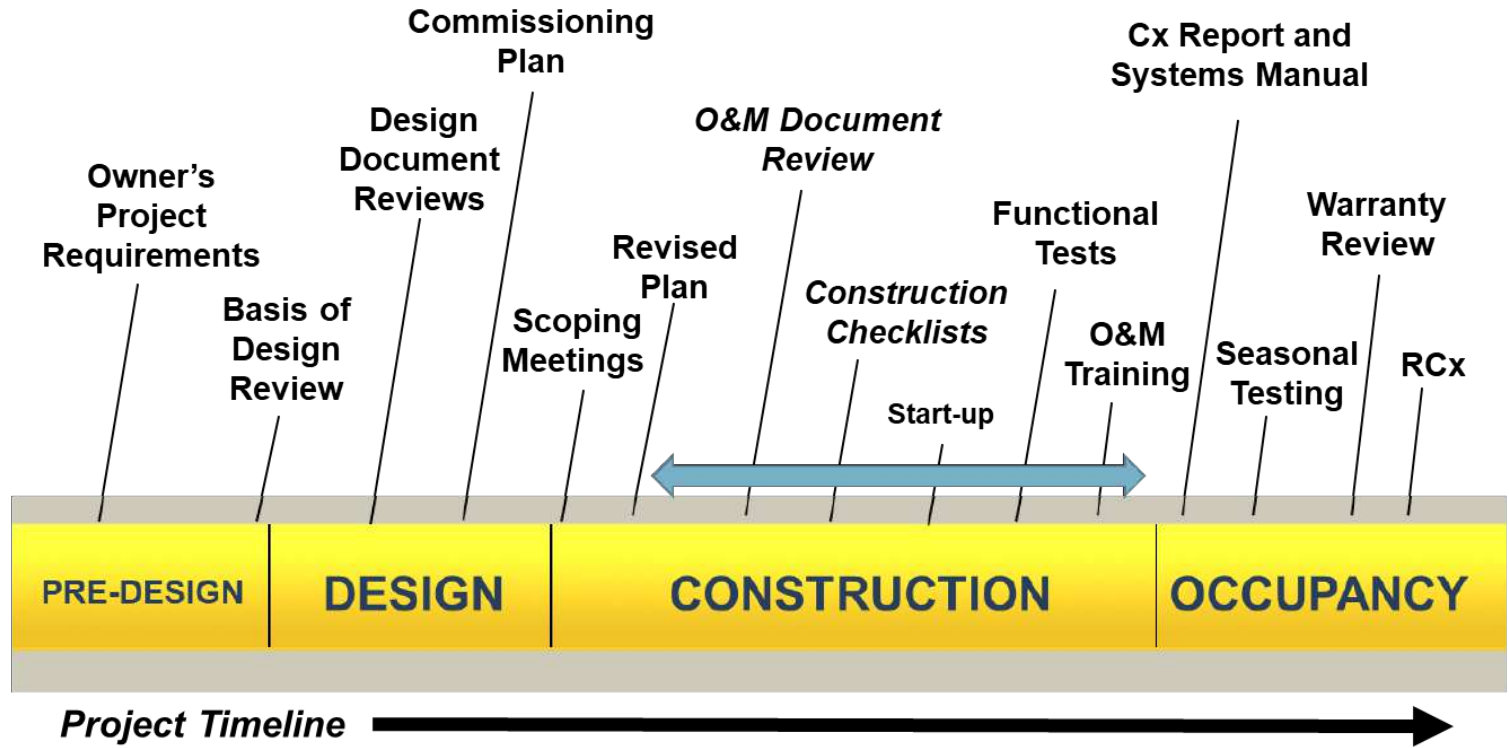 Commissioning
Plan
Cx Report and
Systems Manual
Design
Document
Reviews
O&M Document
Review
Owner’s
Project
Requirements
Functional
Tests
Warranty
Review
Revised
Plan
Basis of
Design
Review
Scoping
Meetings
Construction
Checklists
O&M
Training
Seasonal
Testing
RCx
Start-up
PRE-DESIGN
DESIGN
CONSTRUCTION
OCCUPANCY
Project Timeline